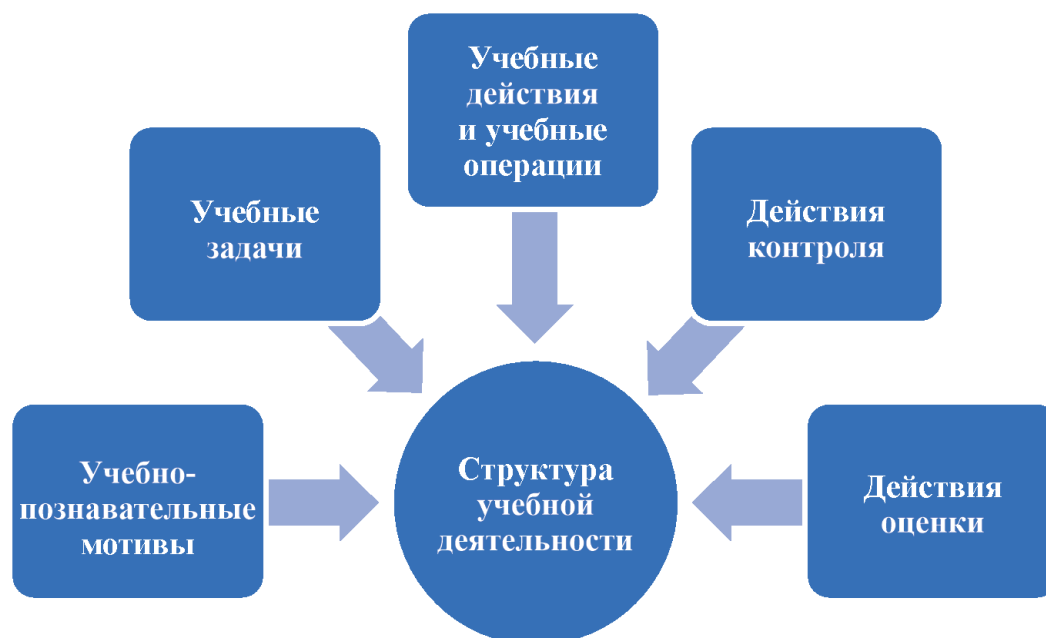 Учебные
действия
и учебные
операции
Учебные
задачи
Действия
контроля
Учебно-
познавательные
мотивы
Структура
учебной
деятельности
Действия
оценки